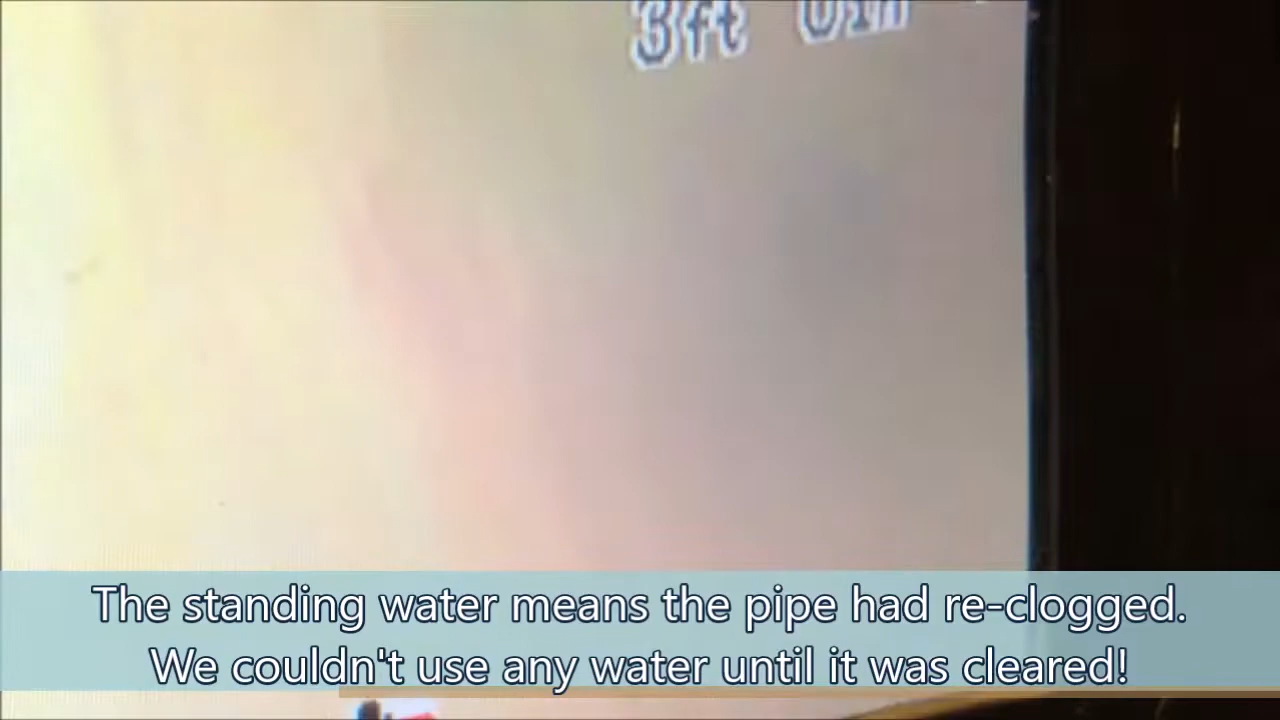 3ft 01n
The standing water means the pipe had re-clogged.
We couldn't use any water until it was cleared!